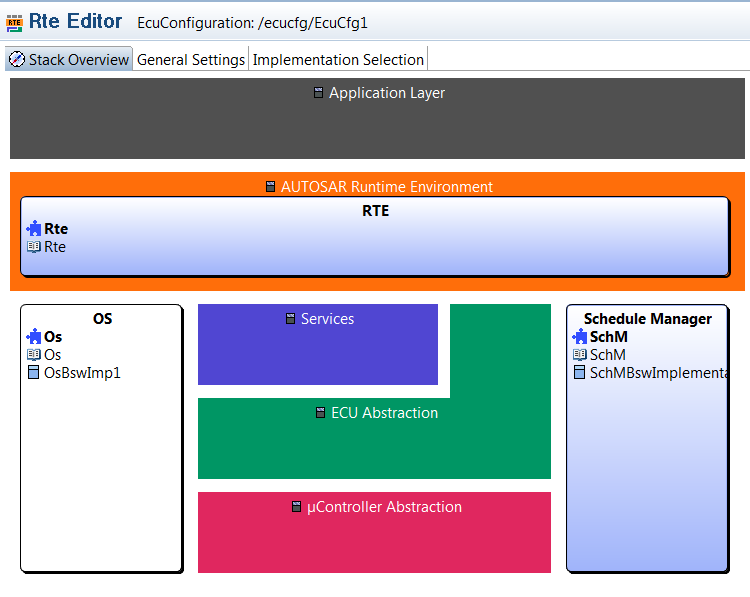 Rte Editor EcuConfiguration: /ecucfg/EcuCfg1
Stack Overview General Settings Implementation Selection
Application Layer
AUTOSAR Runtime Environment
RTE
Rte
Rte
OS
Os
Os
OsBswImp1
Services
ECU Abstraction
µController Abstraction
Schedule Manager
SchM
SchM
SchMBswImplementa